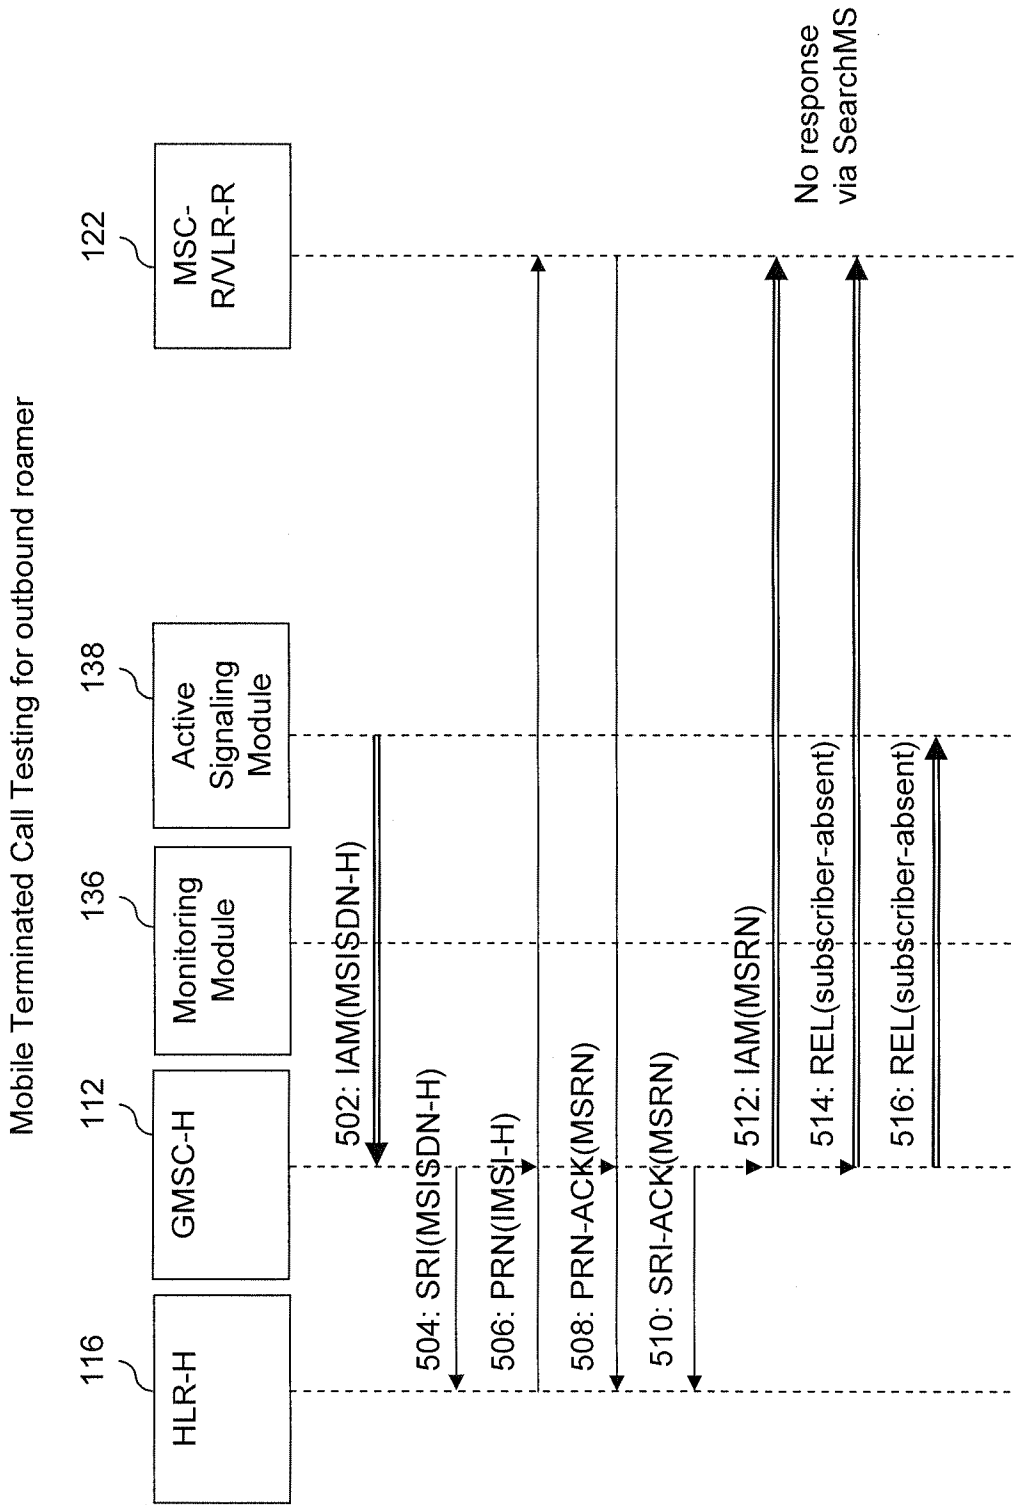 Mobile Terminated Call Testing for outbound roamer
116
112
136
138
122
HLR-H
GMSC-H
Monitoring
Module
Active
Signaling
Module
MSC-
R/VLR-R
502: IAM(MSISDN-H)
504: SRI(MSISDN-H)
506: PRN(IMSI-H)
508: PRN-ACK(MSRN)
510: SRI-ACK(MSRN)
512: IAM(MSRN)
No response
via SearchMS
514: REL(subscriber-absent)
516: REL(subscriber-absent)